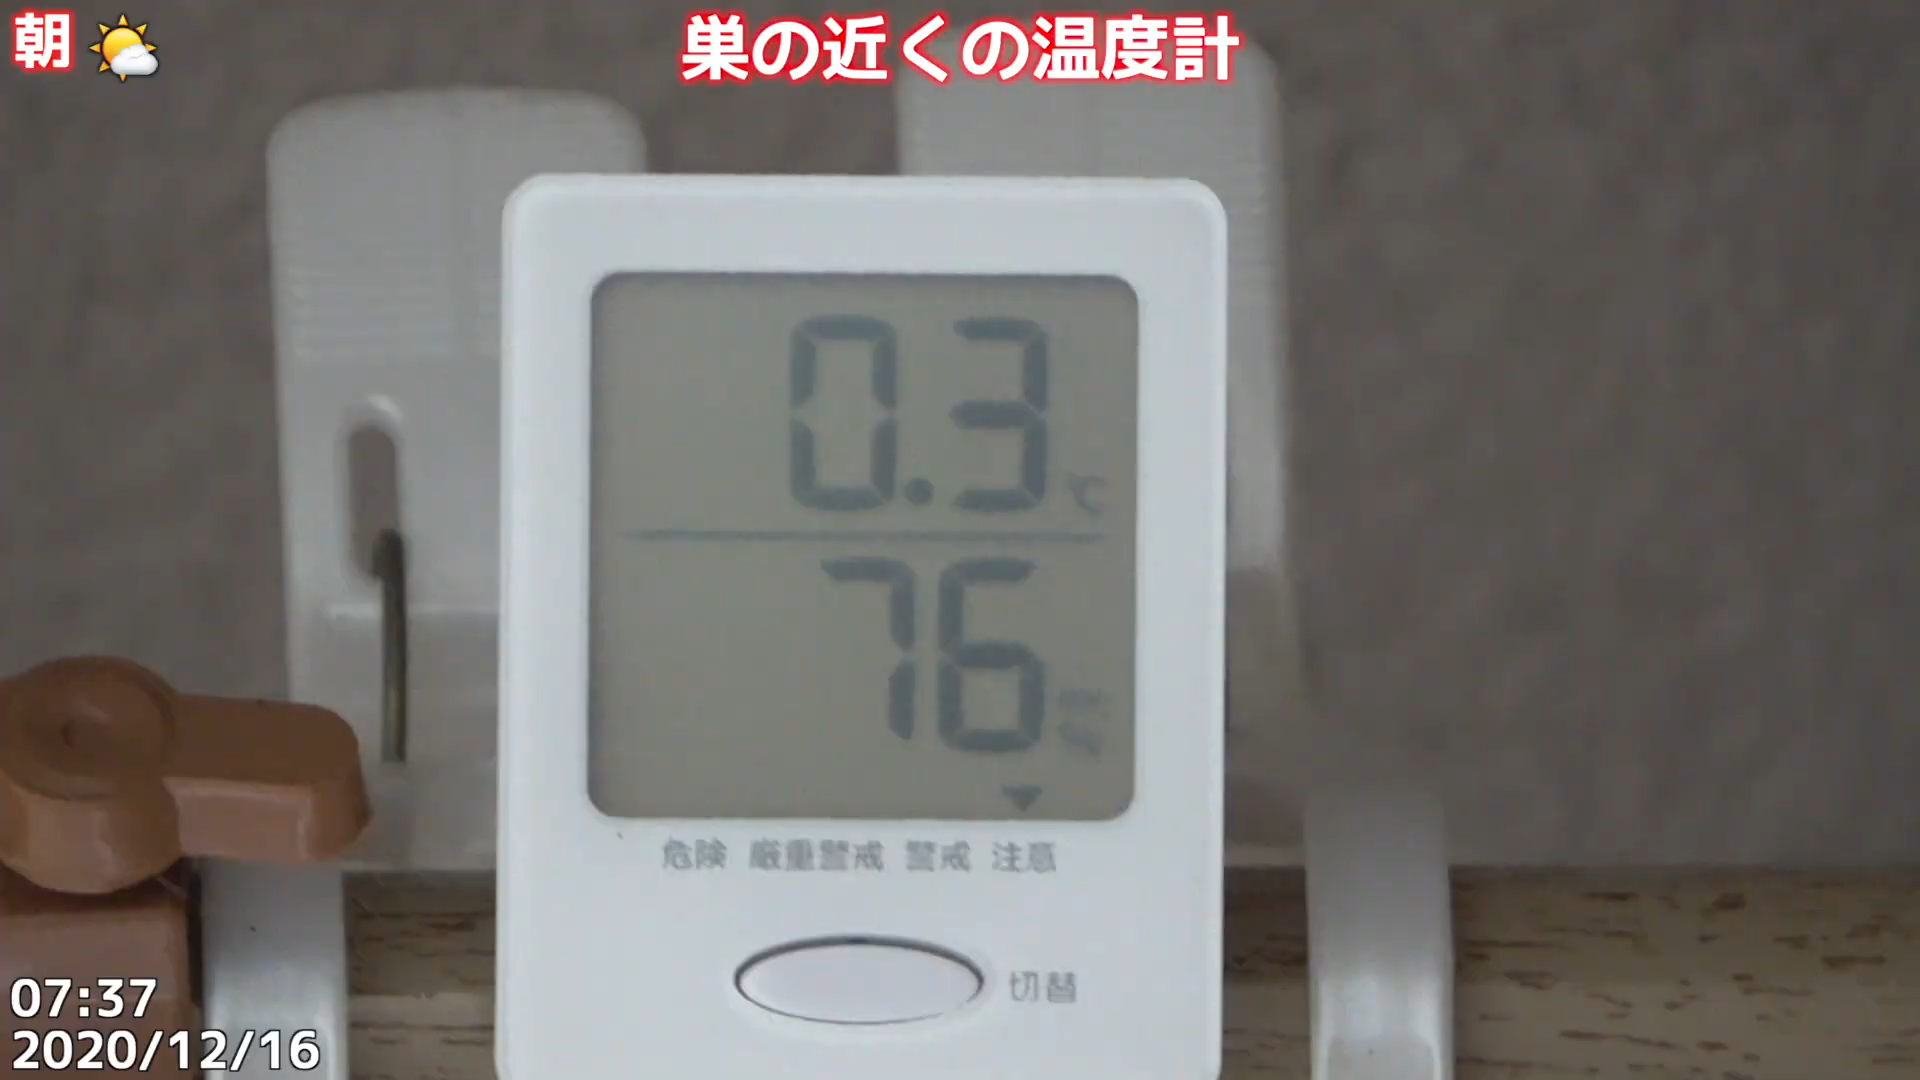 朝
巣の近くの温度計
0.3 ℃
76
危険 厳重警戒 警戒 注意
切替
07:37
2020/12/16